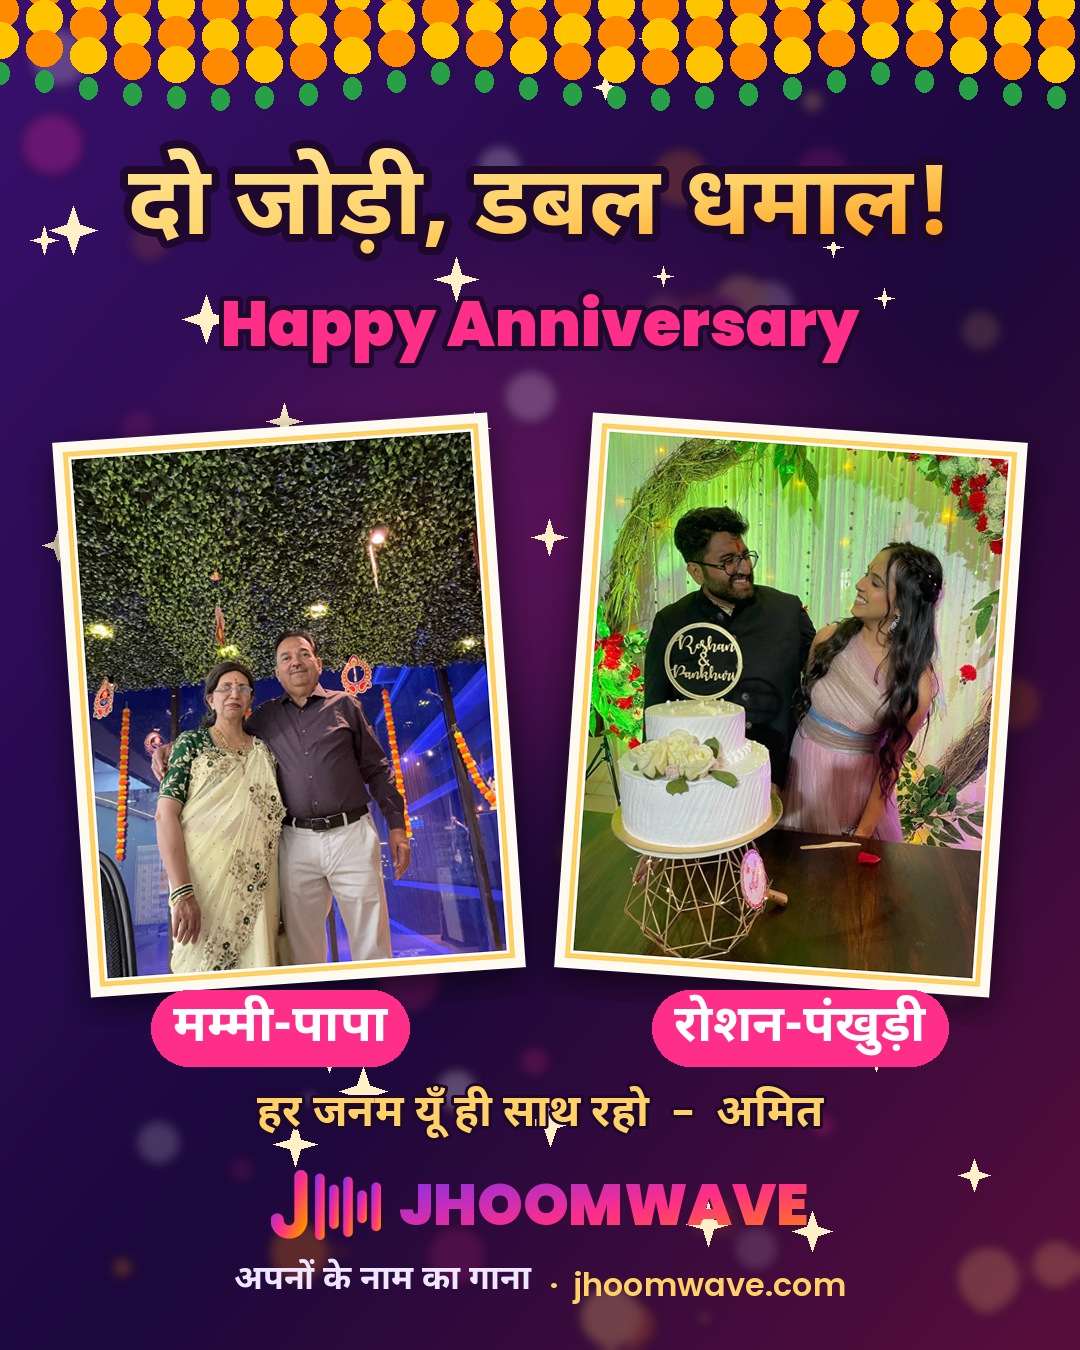 दो जोड़ी, डबल धमाल!
Happy Anniversary
Roshan
&
Pankhuri
मम्मी-पापा
रोशन-पंखुड़ी
हर जनम यूँ ही साथ रहो – अमित
JHOOMWAVE
अपनों के नाम का गाना · jhoomwave.com